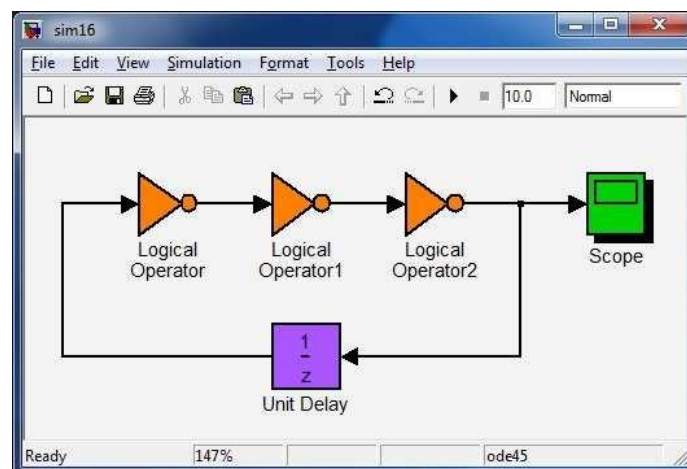 sim16
File Edit View Simulation Format Tools Help
10.0 Normal
Logical Operator
Logical Operator1
Logical Operator2
Scope
1
z
Unit Delay
Ready 147% ode45